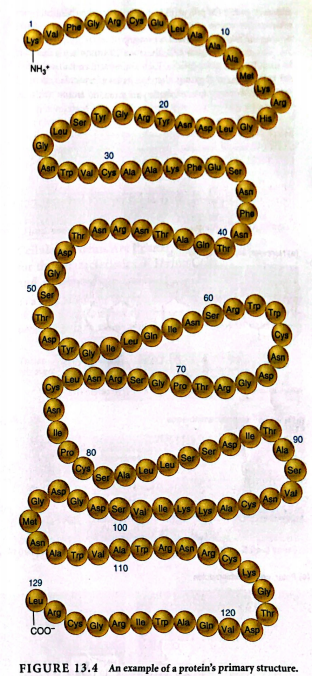 1
10
Lys Val Phe Gly Arg Cys Glu Leu Ala Ala Ala Met Lys Arg
NH₃⁺
20
His Gly Leu Asp Asn Tyr Arg Gly Tyr Ser Leu Gly
30
Asn Trp Val Cys Ala Ala Lys Phe Glu Ser Asn Phe
40
Asn Thr Gln Ala Thr Asn Arg Asn Thr Asp Gly
50
60
Ser Thr Asp Tyr Gly Ile Leu Gln Ile Asn Ser Arg Trp Trp Cys Asn
70
Asp Gly Arg Thr Pro Gly Ser Arg Asn Leu Cys Asn Ile Pro
80
90
Cys Ser Ala Leu Leu Ser Ser Asp Ile Thr Ala Ser
100
Val Asn Cys Ala Lys Lys Ile Val Ser Asp Gly Asp Gly Met
110
Asn Ala Trp Val Ala Trp Arg Asn Arg Cys Lys Gly Thr
129
120
Asp Val Gln Ala Trp Ile Arg Gly Cys Arg Leu
COO⁻
FIGURE 13.4 An example of a protein's primary structure.